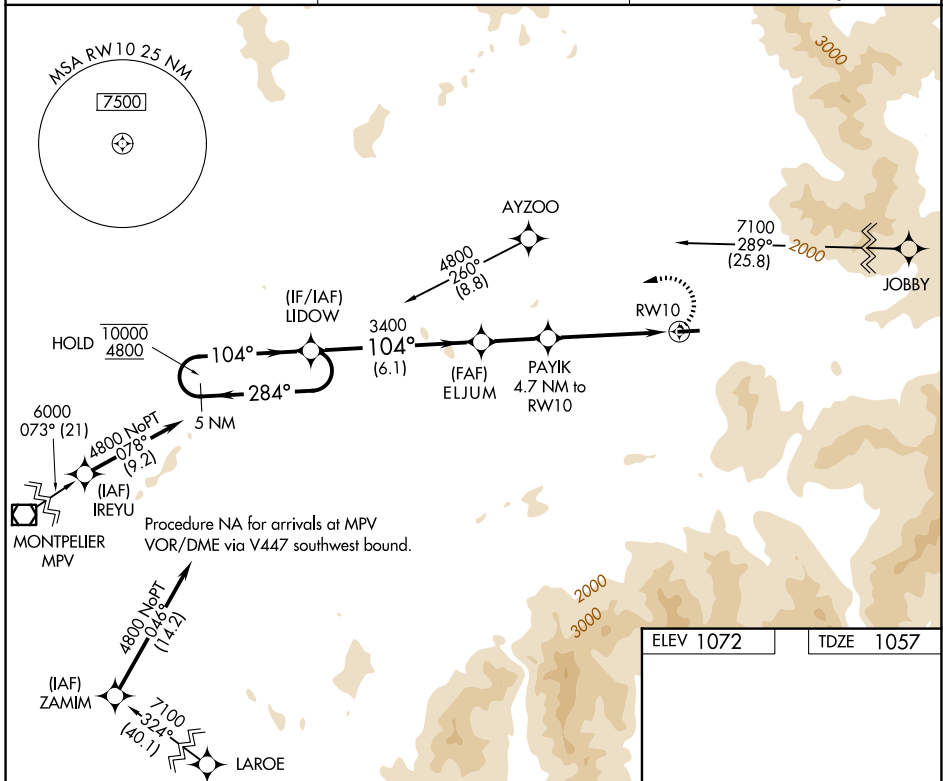 MSA RW10 25 NM
7500
3000
AYZOO
4800
260°
(8.8)
7100
289°
(25.8)
2000
JOBBY
(IF/IAF)
LIDOW
HOLD
10000
4800
104°
284°
5 NM
3400
104°
(6.1)
(FAF)
ELJUM
PAYIK
4.7 NM to
RW10
RW10
6000
073° (21)
4800 NoPT
078°
(9.2)
(IAF)
IREYU
MONTPELIER
MPV
Procedure NA for arrivals at MPV
VOR/DME via V447 southwest bound.
4800 NoPT
046°
(14.2)
(IAF)
ZAMIM
7100
324°
(40.1)
LAROE
2000
3000
ELEV 1072
TDZE 1057